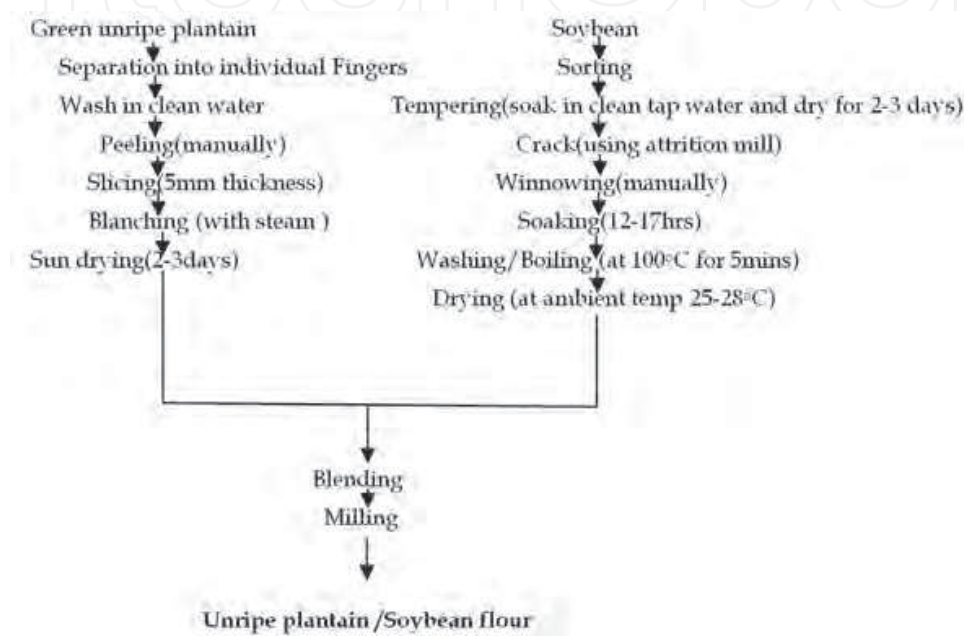 Green unripe plantain
Separation into individual Fingers
Wash in clean water
Peeling(manually)
Slicing(5mm thickness)
Blanching (with steam )
Sun drying(2-3days)
Soybean
Sorting
Tempering(soak in clean tap water and dry for 2-3 days)
Crack(using attrition mill)
Winnowing(manually)
Soaking(12-17hrs)
Washing/Boiling (at 100°C for 5mins)
Drying (at ambient temp 25-28°C)
Blending
Milling
Unripe plantain /Soybean flour